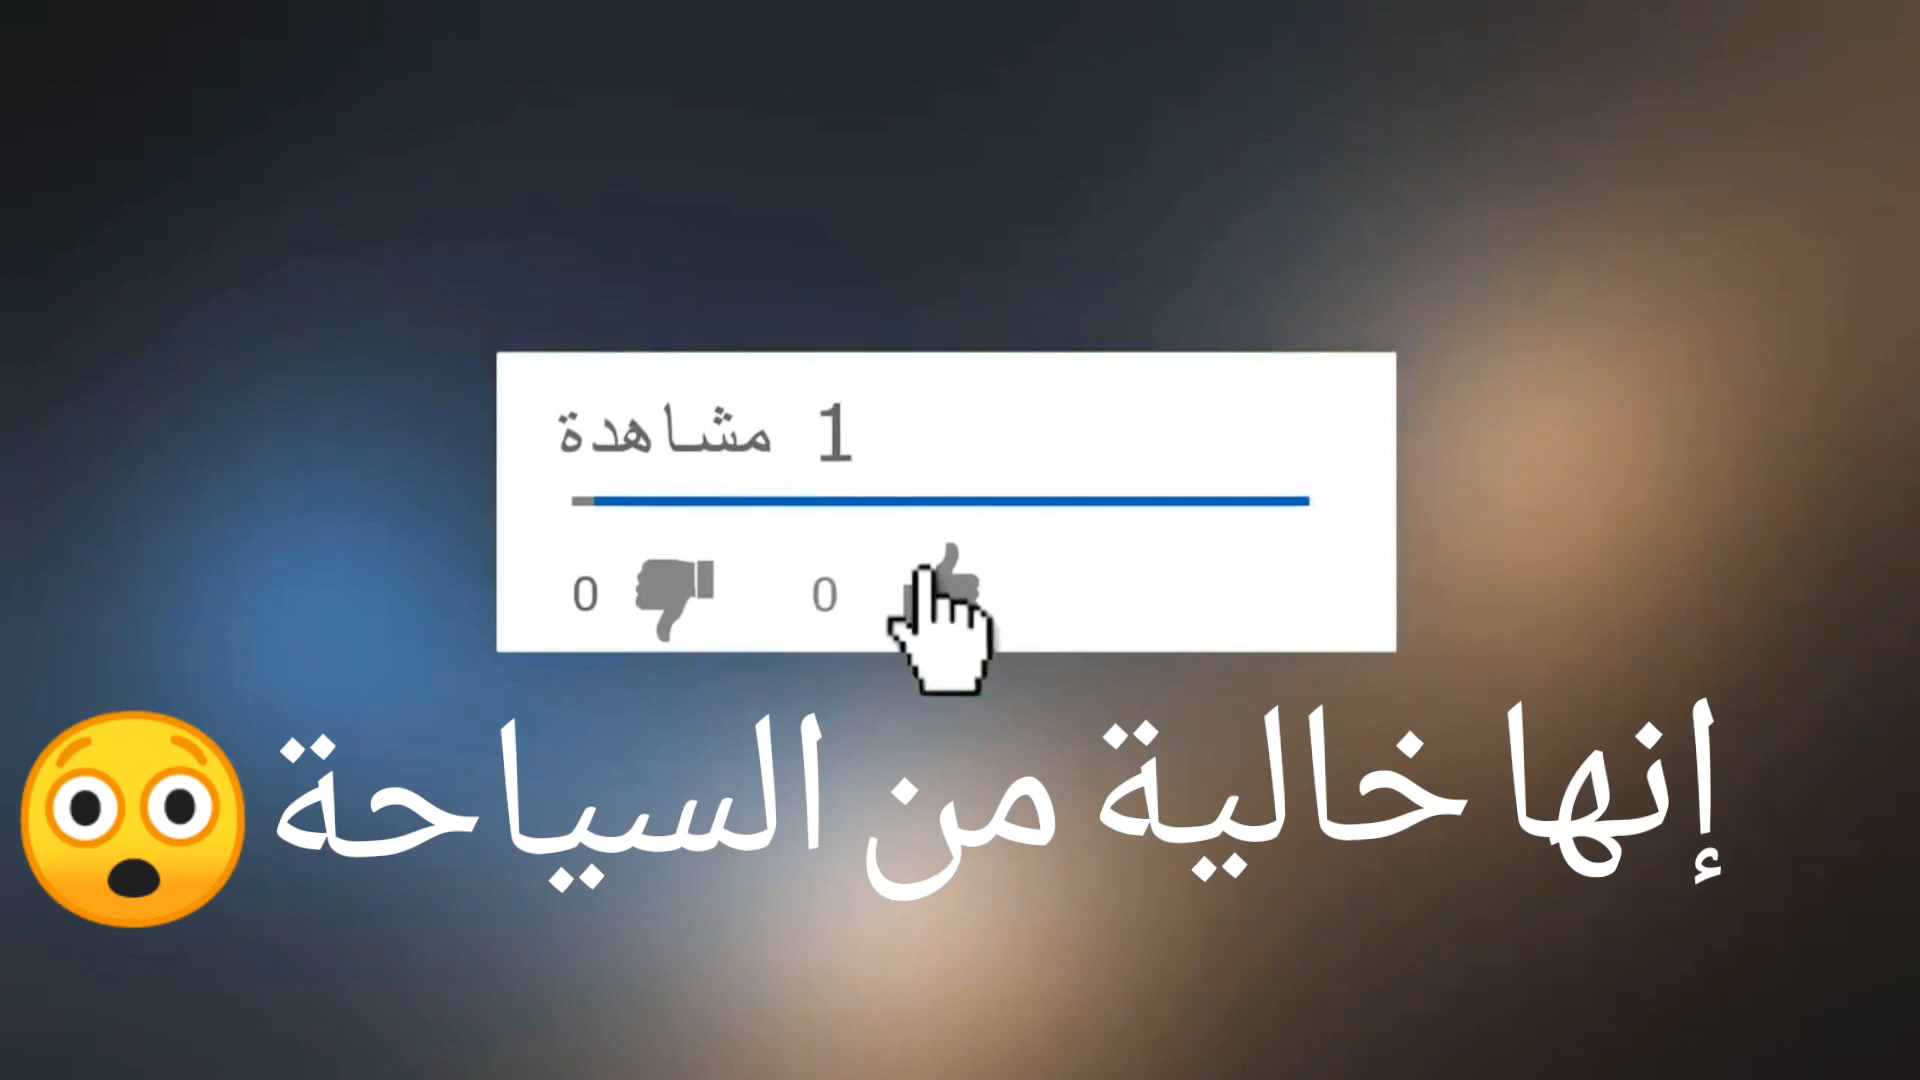 1 مشاهدة
0 0
إنها خالية من السياحة😲